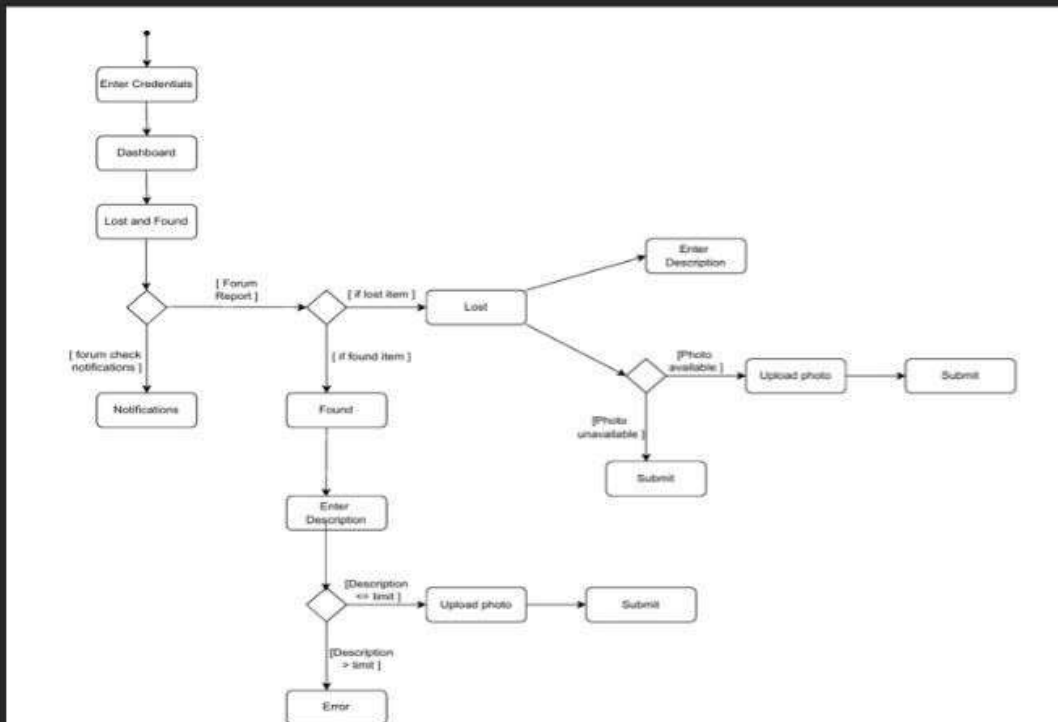 Enter Credentials
Dashboard
Lost and Found
[ Forum
Report ]
[ if lost item ]
Lost
Enter
Description
[ forum check
notifications ]
[ if found item ]
[Photo
available ]
Upload photo
Submit
Notifications
Found
[Photo
unavailable ]
Submit
Enter
Description
[Description
<= limit ]
Upload photo
Submit
[Description
> limit ]
Error